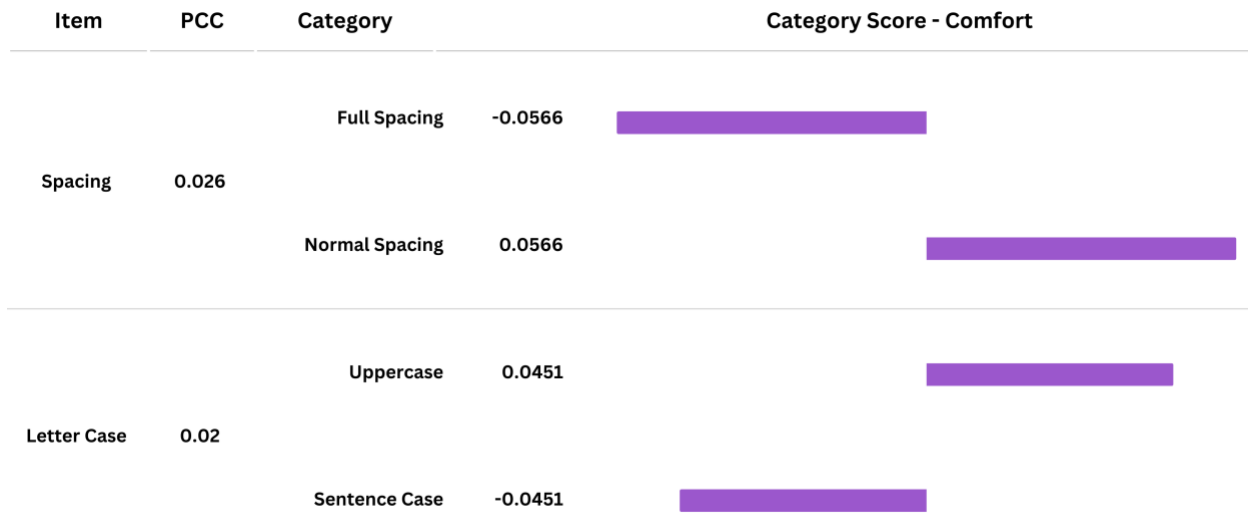 Item PCC Category Category Score - Comfort
Full Spacing -0.0566
Spacing 0.026
Normal Spacing 0.0566
Uppercase 0.0451
Letter Case 0.02
Sentence Case -0.0451